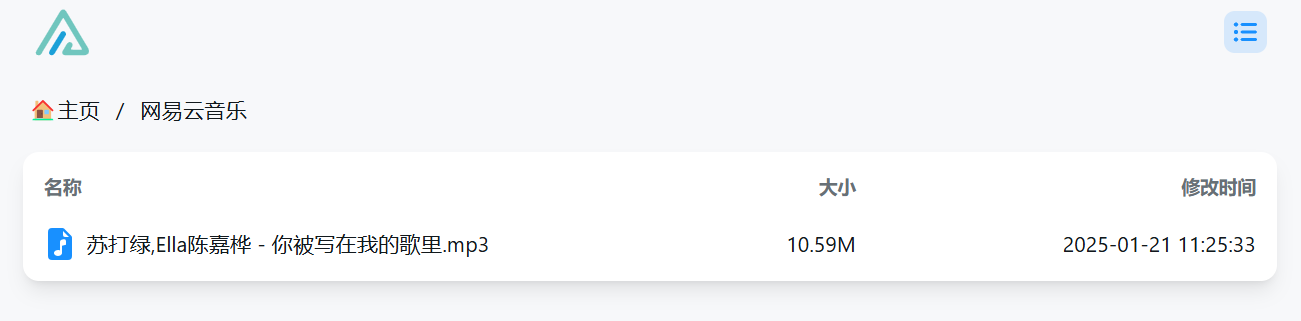 主页 / 网易云音乐
名称 大小 修改时间
苏打绿,Ella陈嘉桦 - 你被写在我的歌里.mp3 10.59M 2025-01-21 11:25:33